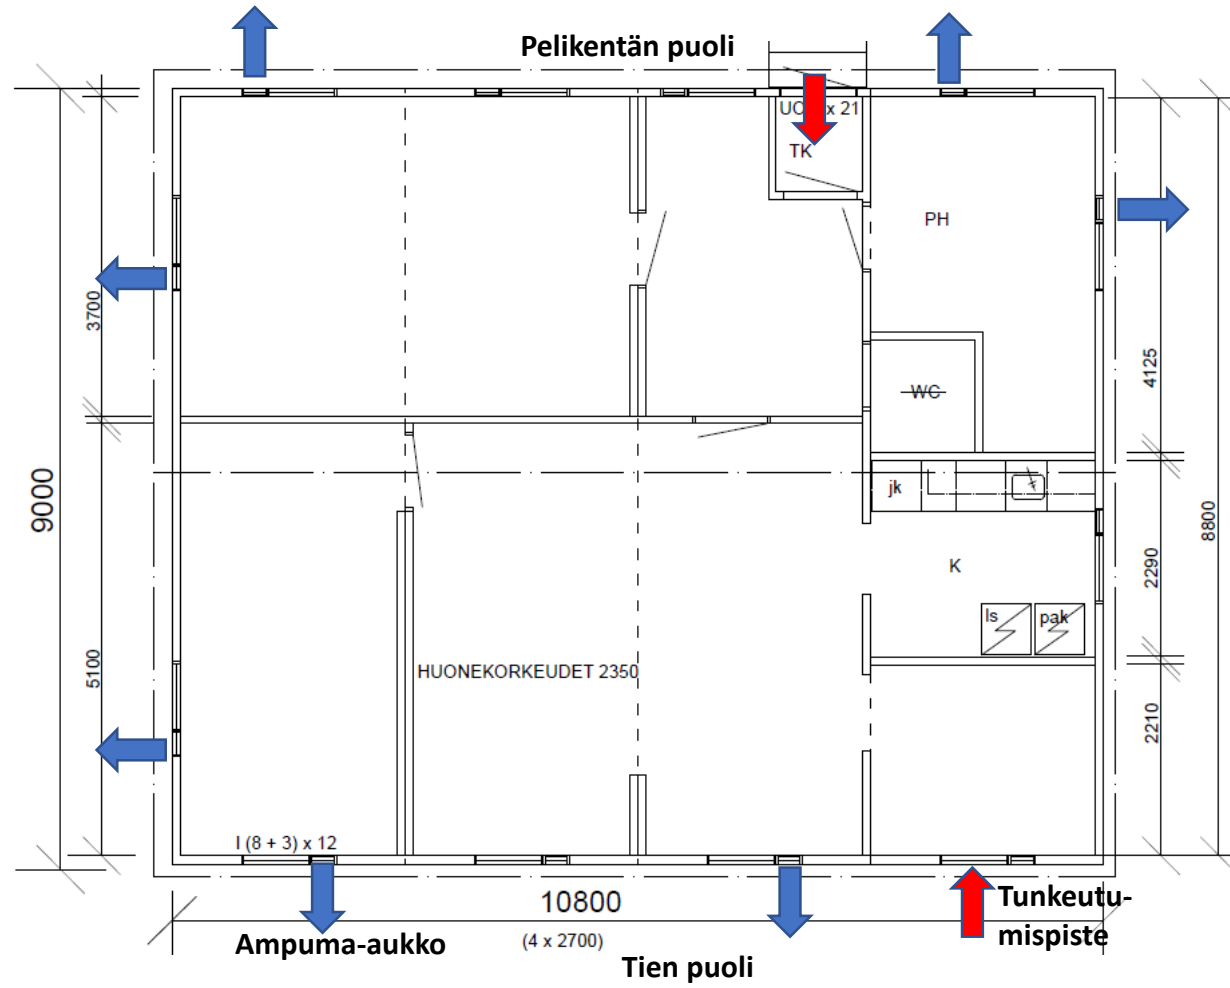 Pelikentän puoli
UO x 21
TK
PH
3700
4125
WC
jk
9000
8800
K
2290
ls
pak
5100
HUONEKORKEUDET 2350
2210
I (8 + 3) x 12
10800
(4 x 2700)
Ampuma-aukko
Tunkeutu-
mispiste
Tien puoli